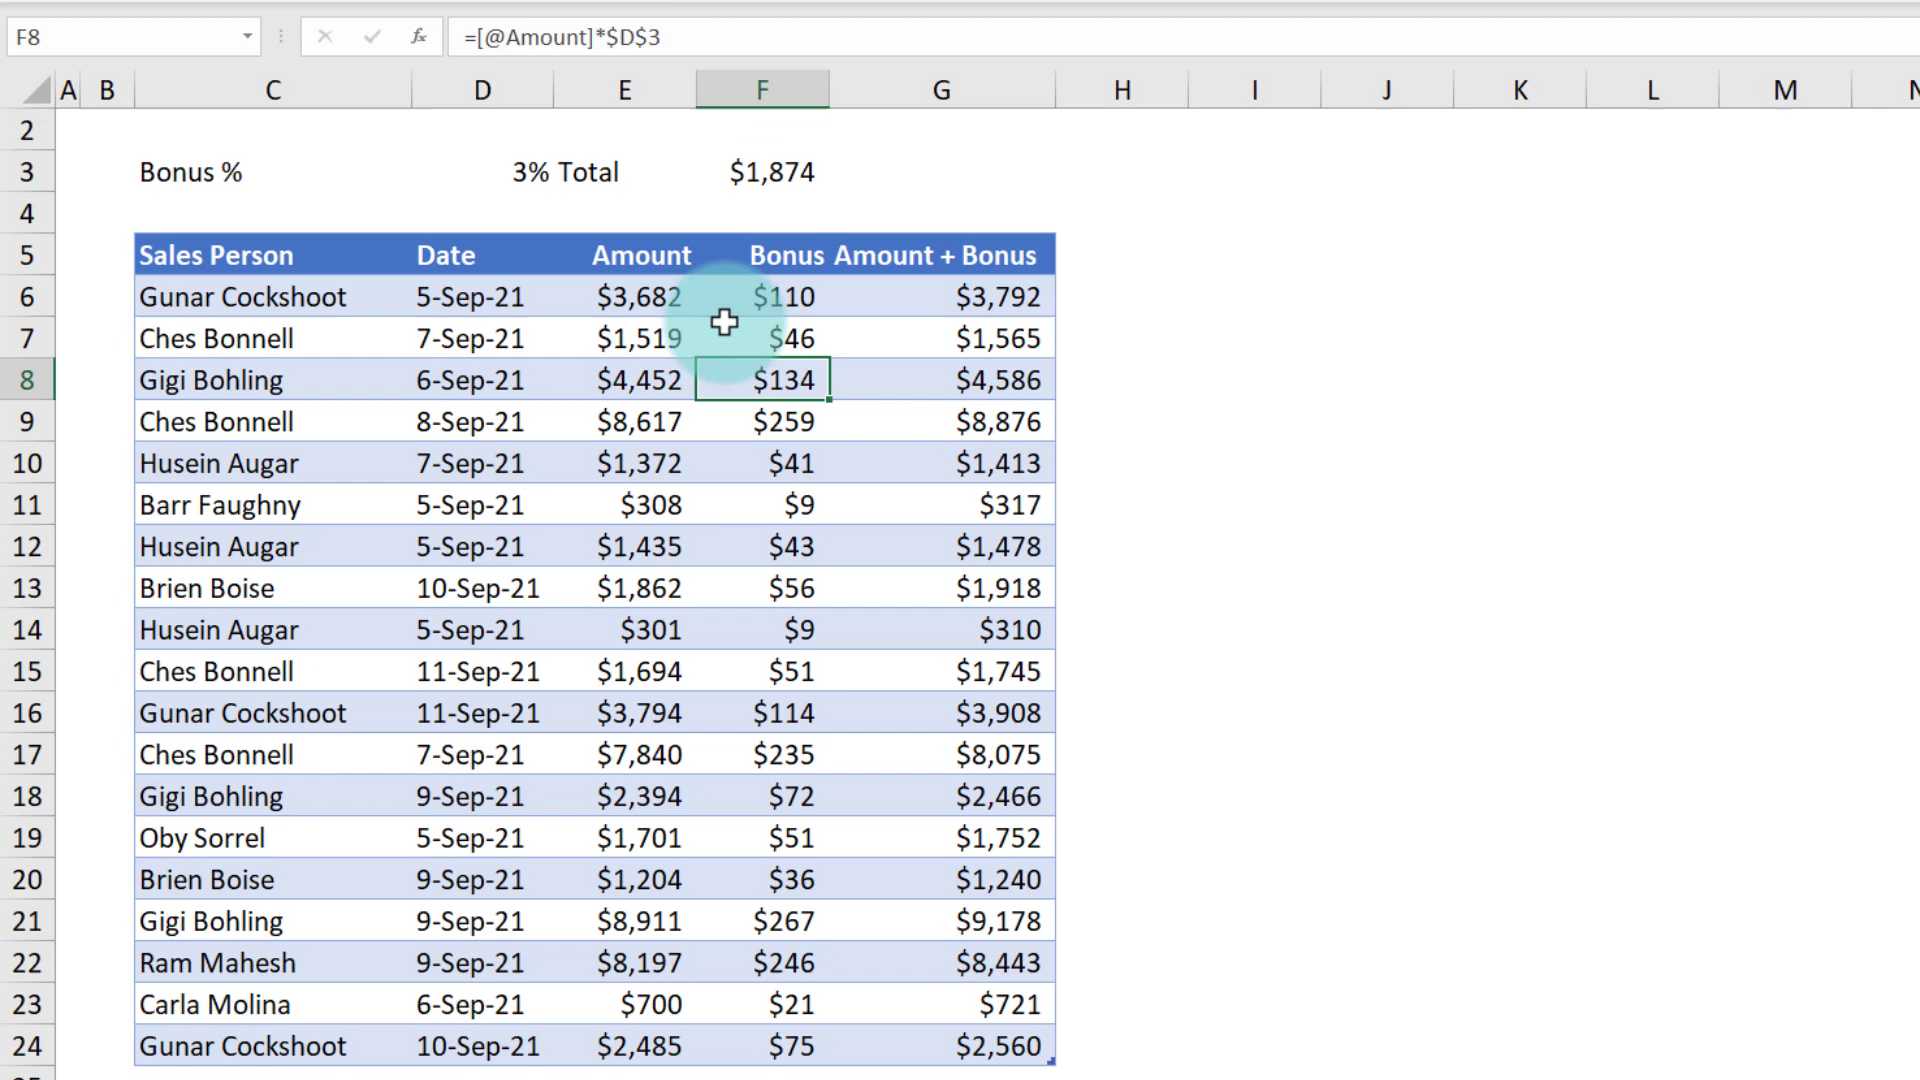 F8 fx =[@Amount]*$D$3
A B C D E F G H I J K L M N
2
3 Bonus % 3% Total $1,874
4
5 Sales Person Date Amount Bonus Amount + Bonus
6 Gunar Cockshoot 5-Sep-21 $3,682 $110 $3,792
7 Ches Bonnell 7-Sep-21 $1,519 $46 $1,565
8 Gigi Bohling 6-Sep-21 $4,452 $134 $4,586
9 Ches Bonnell 8-Sep-21 $8,617 $259 $8,876
10 Husein Augar 7-Sep-21 $1,372 $41 $1,413
11 Barr Faughny 5-Sep-21 $308 $9 $317
12 Husein Augar 5-Sep-21 $1,435 $43 $1,478
13 Brien Boise 10-Sep-21 $1,862 $56 $1,918
14 Husein Augar 5-Sep-21 $301 $9 $310
15 Ches Bonnell 11-Sep-21 $1,694 $51 $1,745
16 Gunar Cockshoot 11-Sep-21 $3,794 $114 $3,908
17 Ches Bonnell 7-Sep-21 $7,840 $235 $8,075
18 Gigi Bohling 9-Sep-21 $2,394 $72 $2,466
19 Oby Sorrel 5-Sep-21 $1,701 $51 $1,752
20 Brien Boise 9-Sep-21 $1,204 $36 $1,240
21 Gigi Bohling 9-Sep-21 $8,911 $267 $9,178
22 Ram Mahesh 9-Sep-21 $8,197 $246 $8,443
23 Carla Molina 6-Sep-21 $700 $21 $721
24 Gunar Cockshoot 10-Sep-21 $2,485 $75 $2,560